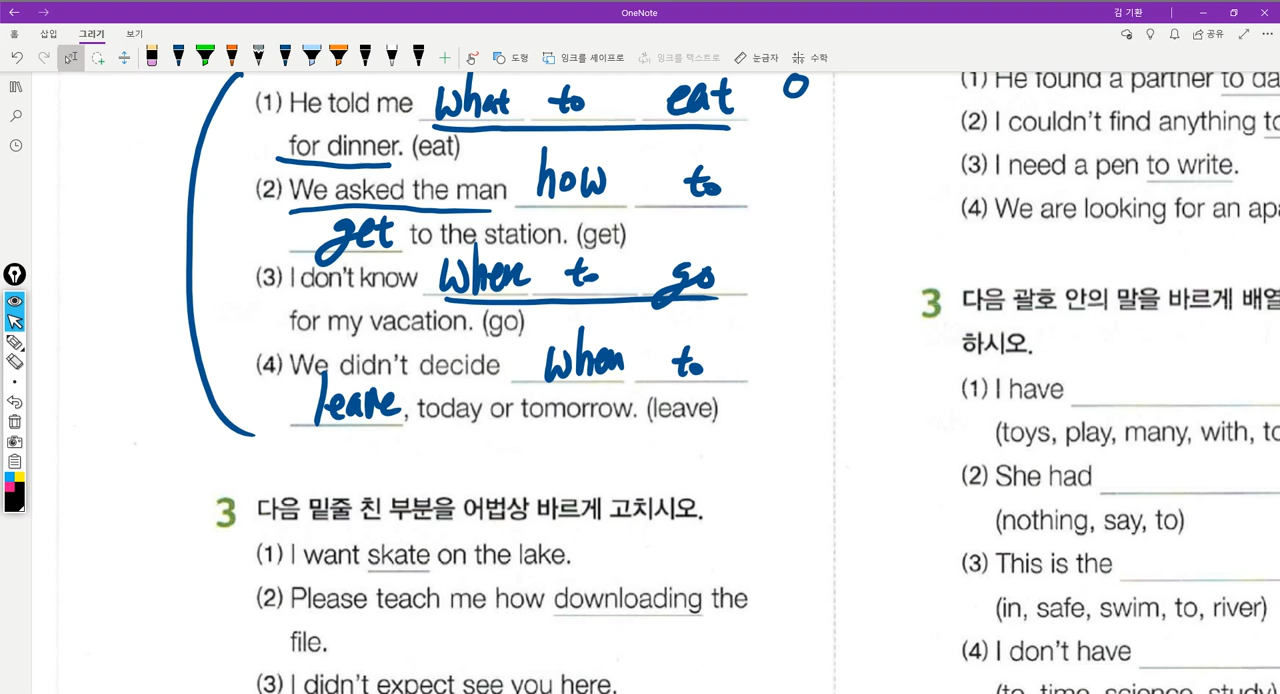 OneNote
김 기환
홈 삽입 그리기 보기
공유
도형 잉크를 셰이프로 잉크를 텍스트로 눈금자 수학
(1) He told me what to eat O
for dinner. (eat)
(2) We asked the man how to
get to the station. (get)
(3) I don't know when to go
for my vacation. (go)
(4) We didn't decide when to
leave, today or tomorrow. (leave)
3 다음 밑줄 친 부분을 어법상 바르게 고치시오.
(1) I want skate on the lake.
(2) Please teach me how downloading the
file.
(3) I didn't expect see you here.
(1) He found a partner to da
(2) I couldn't find anything to
(3) I need a pen to write.
(4) We are looking for an apa
3 다음 괄호 안의 말을 바르게 배열
하시오.
(1) I have
(toys, play, many, with, to
(2) She had
(nothing, say, to)
(3) This is the
(in, safe, swim, to, river)
(4) I don't have
(to, time, science, study)